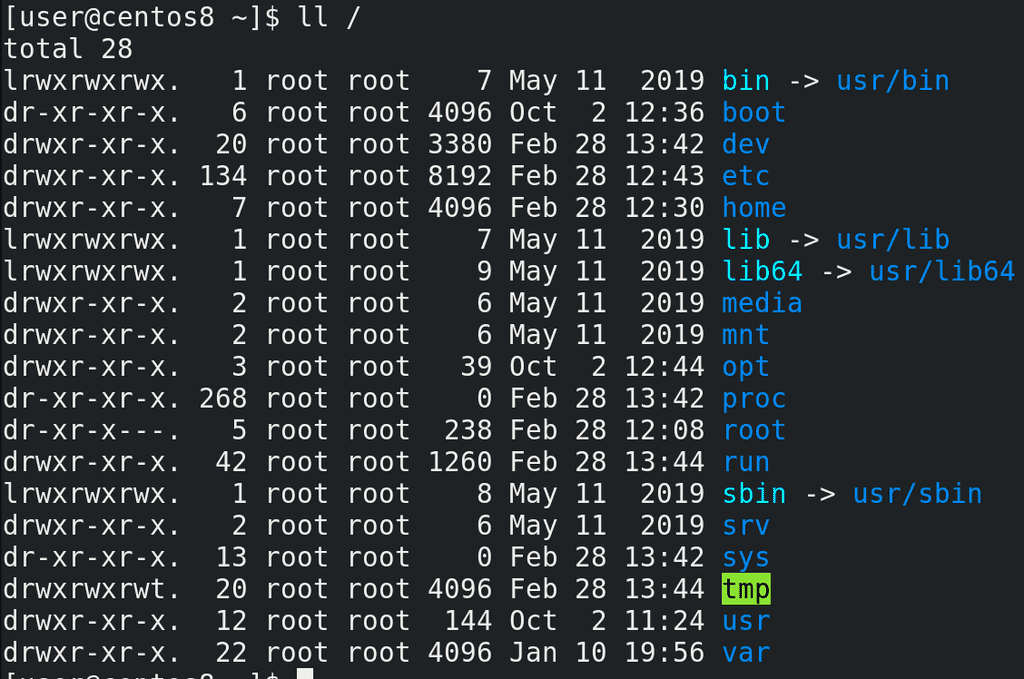 [user@centos8 ~]$ ll /
total 28
lrwxrwxrwx.   1 root root    7 May 11  2019 bin -> usr/bin
dr-xr-xr-x.   6 root root 4096 Oct  2 12:36 boot
drwxr-xr-x.  20 root root 3380 Feb 28 13:42 dev
drwxr-xr-x. 134 root root 8192 Feb 28 12:43 etc
drwxr-xr-x.   7 root root 4096 Feb 28 12:30 home
lrwxrwxrwx.   1 root root    7 May 11  2019 lib -> usr/lib
lrwxrwxrwx.   1 root root    9 May 11  2019 lib64 -> usr/lib64
drwxr-xr-x.   2 root root    6 May 11  2019 media
drwxr-xr-x.   2 root root    6 May 11  2019 mnt
drwxr-xr-x.   3 root root   39 Oct  2 12:44 opt
dr-xr-xr-x. 268 root root    0 Feb 28 13:42 proc
dr-xr-x---.   5 root root  238 Feb 28 12:08 root
drwxr-xr-x.  42 root root 1260 Feb 28 13:44 run
lrwxrwxrwx.   1 root root    8 May 11  2019 sbin -> usr/sbin
drwxr-xr-x.   2 root root    6 May 11  2019 srv
dr-xr-xr-x.  13 root root    0 Feb 28 13:42 sys
drwxrwxrwt.  20 root root 4096 Feb 28 13:44 tmp
drwxr-xr-x.  12 root root  144 Oct  2 11:24 usr
drwxr-xr-x.  22 root root 4096 Jan 10 19:56 var
[user@centos8 ~]$